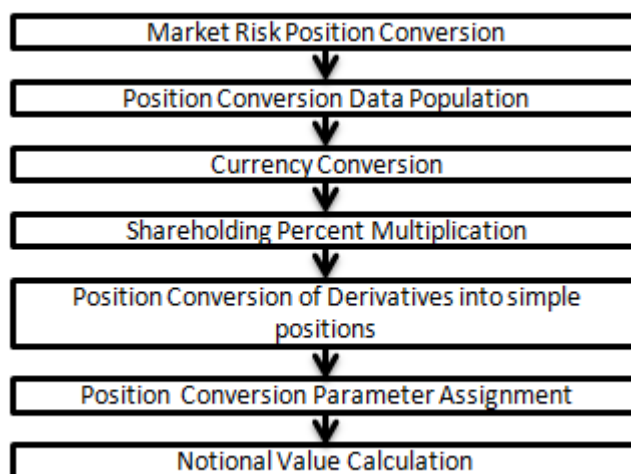 Market Risk Position Conversion
Position Conversion Data Population
Currency Conversion
Shareholding Percent Multiplication
Position Conversion of Derivatives into simple
positions
Position Conversion Parameter Assignment
Notional Value Calculation